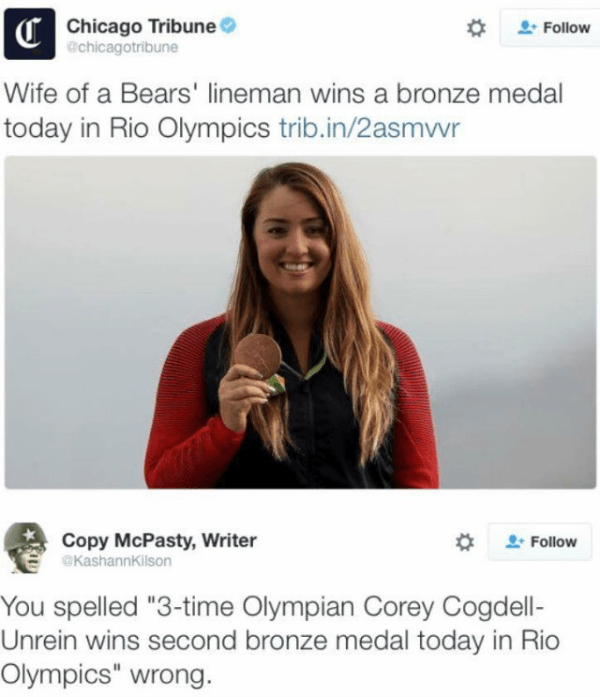 Chicago Tribune
@chicagotribune
Follow
Wife of a Bears' lineman wins a bronze medal
today in Rio Olympics trib.in/2asmvvr
Copy McPasty, Writer
@KashannKilson
Follow
You spelled "3-time Olympian Corey Cogdell-
Unrein wins second bronze medal today in Rio
Olympics" wrong.